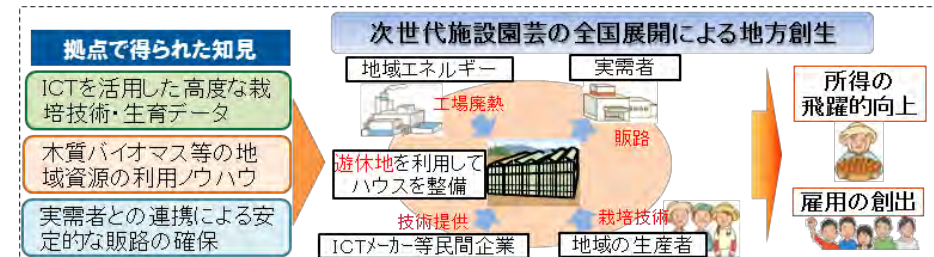 拠点で得られた知見
ICTを活用した高度な栽
培技術・生育データ
木質バイオマス等の地
域資源の利用ノウハウ
実需者との連携による安
定的な販路の確保
次世代施設園芸の全国展開による地方創生
地域エネルギー
実需者
工場廃熱
販路
遊休地を利用して
ハウスを整備
技術提供
栽培技術
ICTメーカー等民間企業
地域の生産者
所得の
飛躍的向上
雇用の創出